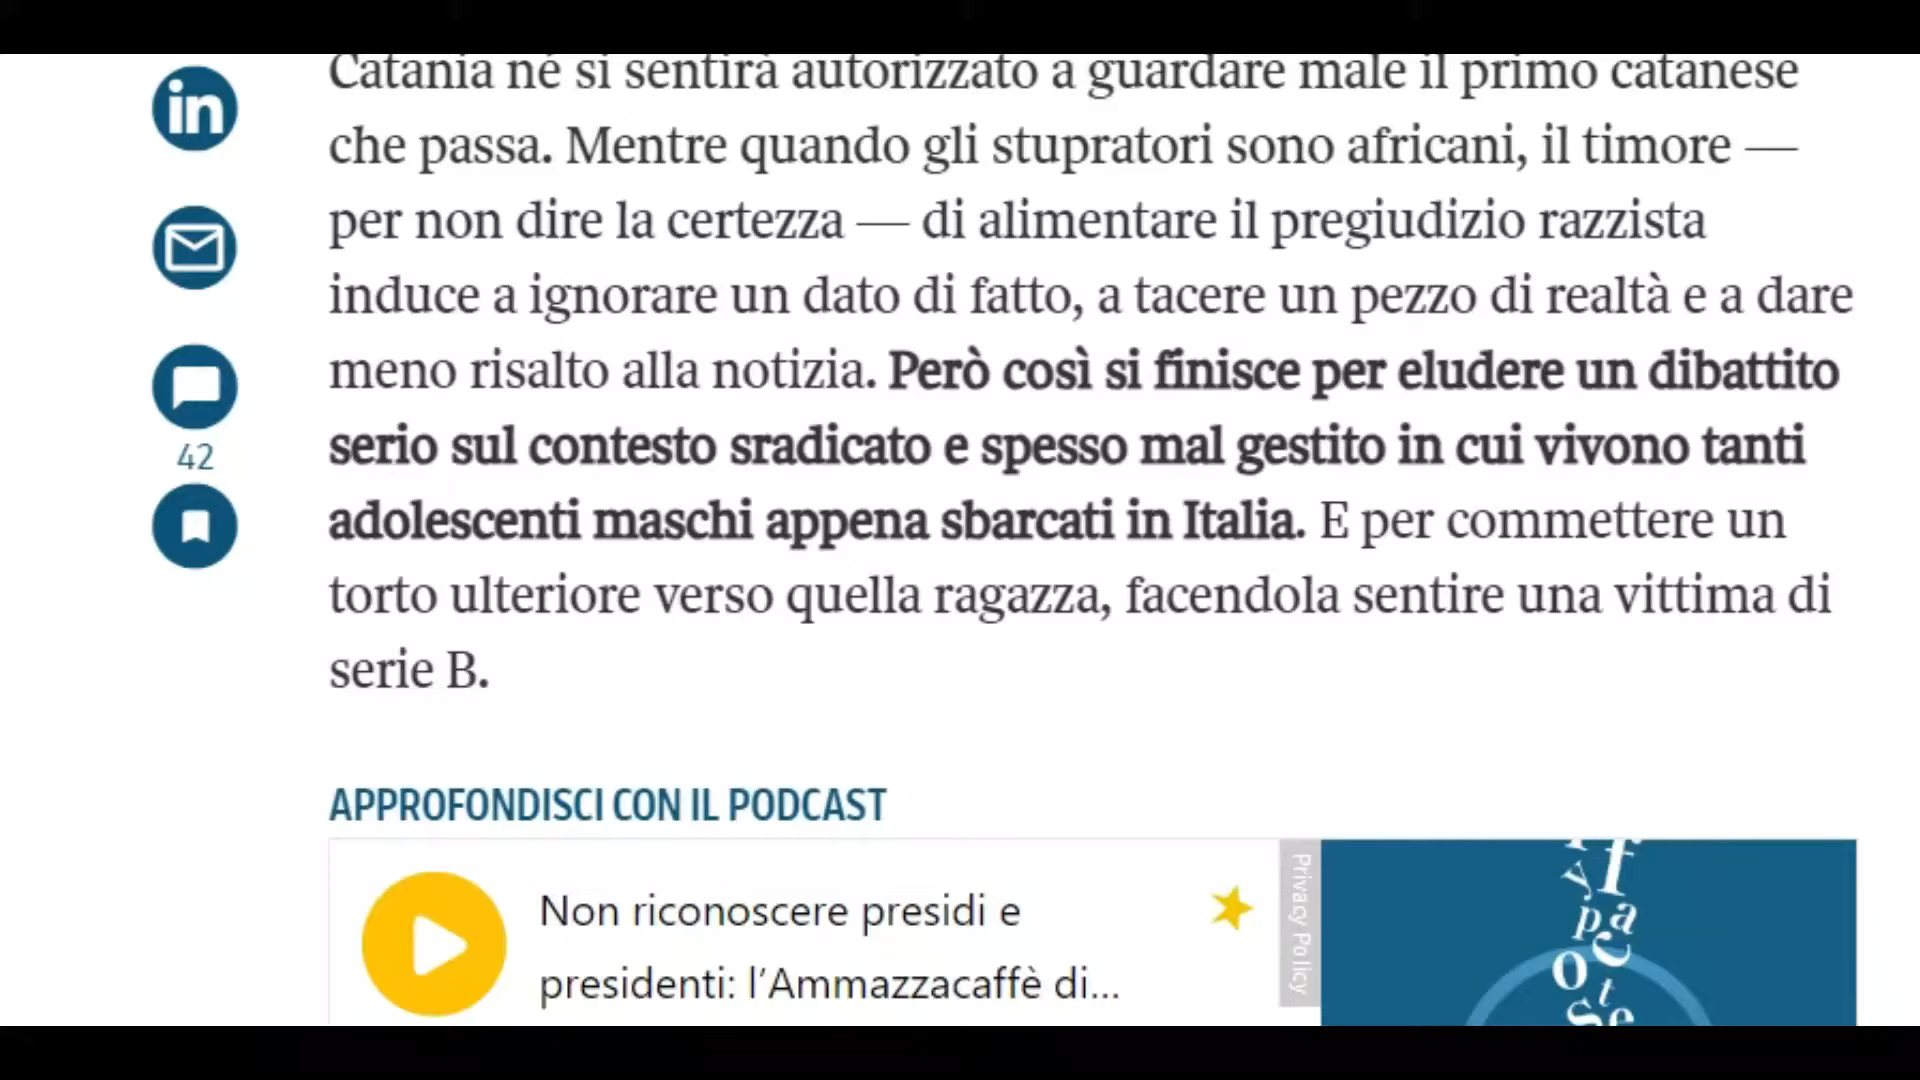 Catania né si sentirà autorizzato a guardare male il primo catanese
che passa. Mentre quando gli stupratori sono africani, il timore —
per non dire la certezza — di alimentare il pregiudizio razzista
induce a ignorare un dato di fatto, a tacere un pezzo di realtà e a dare
meno risalto alla notizia. Però così si finisce per eludere un dibattito
serio sul contesto sradicato e spesso mal gestito in cui vivono tanti
adolescenti maschi appena sbarcati in Italia. E per commettere un
torto ulteriore verso quella ragazza, facendola sentire una vittima di
serie B.
in
42
APPROFONDISCI CON IL PODCAST
Non riconoscere presidi e
presidenti: l’Ammazzacaffè di...
Privacy Policy